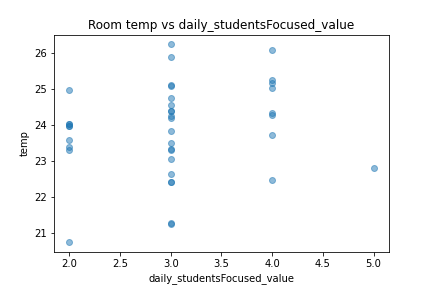 Room temp vs daily_studentsFocused_value
26
25
24
23
22
21
temp
2.0 2.5 3.0 3.5 4.0 4.5 5.0
daily_studentsFocused_value